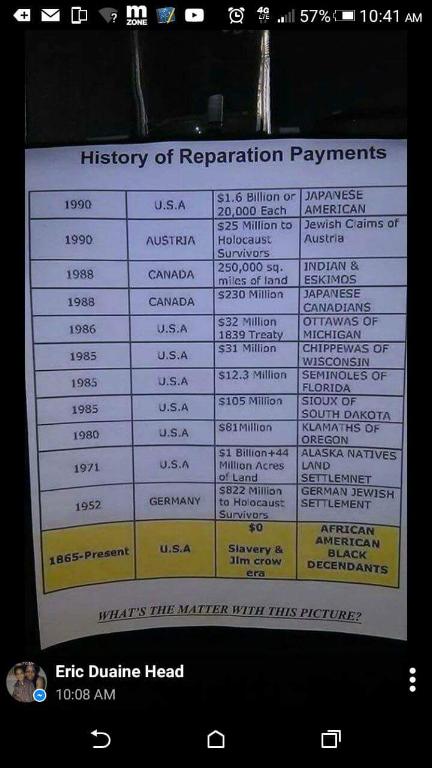 m
ZONE
4G
LTE
57%
10:41 AM
History of Reparation Payments
1990 U.S.A $1.6 Billion or JAPANESE
20,000 Each AMERICAN
1990 AUSTRIA $25 Million to Jewish Claims of
Holocaust Austria
Survivors
1988 CANADA 250,000 sq. INDIAN &
miles of land ESKIMOS
1988 CANADA $230 Million JAPANESE
CANADIANS
1986 U.S.A $32 Million OTTAWAS OF
1839 Treaty MICHIGAN
1985 U.S.A $31 Million CHIPPEWAS OF
WISCONSIN
1985 U.S.A $12.3 Million SEMINOLES OF
FLORIDA
1985 U.S.A $105 Million SIOUX OF
SOUTH DAKOTA
1980 U.S.A $81Million KLAMATHS OF
OREGON
1971 U.S.A $1 Billion+44 ALASKA NATIVES
Million Acres LAND
of Land SETTLEMNET
1952 GERMANY $822 Million GERMAN JEWISH
to Holocaust SETTLEMENT
Survivors
1865-Present U.S.A $0 AFRICAN
AMERICAN
Slavery & BLACK
Jim crow DECENDANTS
era
WHAT'S THE MATTER WITH THIS PICTURE?
Eric Duaine Head
10:08 AM